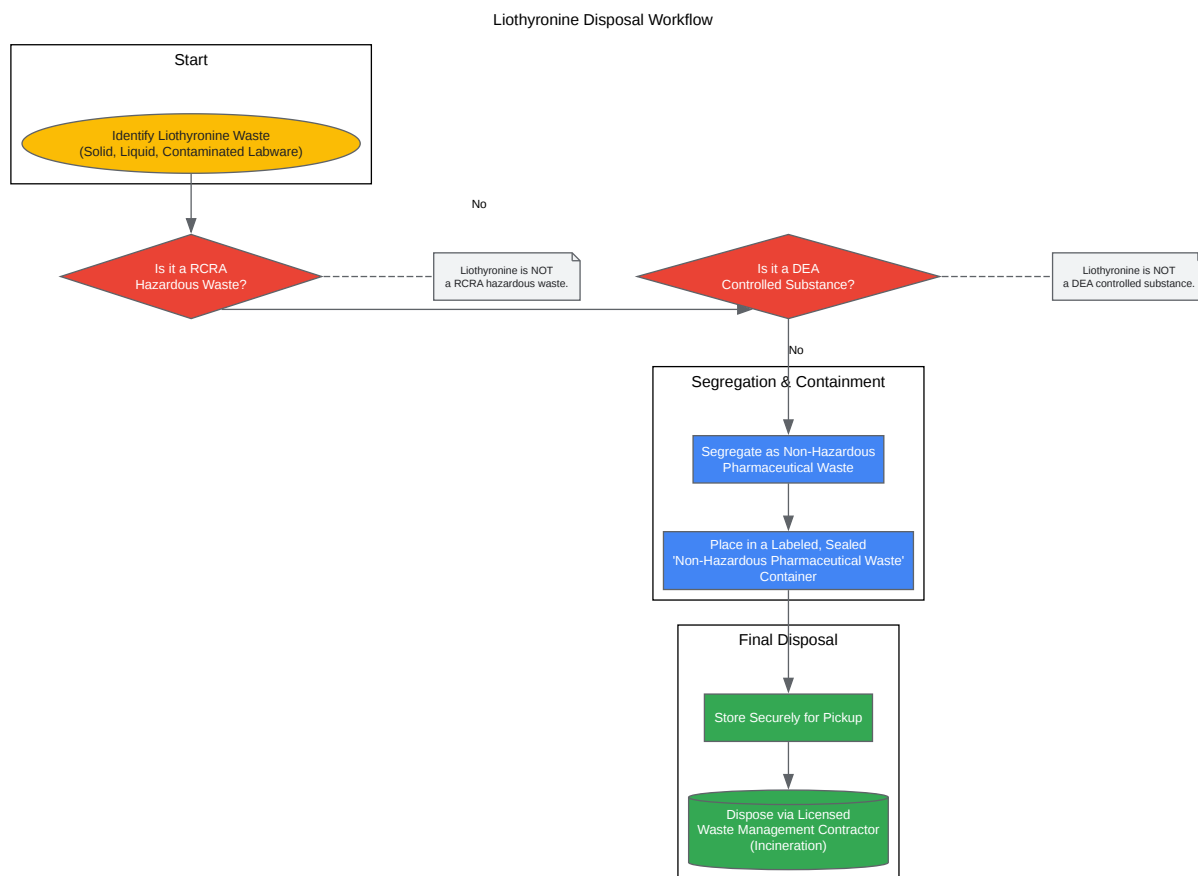 Liothyronine Disposal Workflow
Start
Identify Liothyronine Waste
(Solid, Liquid, Contaminated Labware)
No
Is it a RCRA
Hazardous Waste?
Liothyronine is NOT
a RCRA hazardous waste.
Is it a DEA
Controlled Substance?
Liothyronine is NOT
a DEA controlled substance.
No
Segregation & Containment
Segregate as Non-Hazardous
Pharmaceutical Waste
Place in a Labeled, Sealed
'Non-Hazardous Pharmaceutical Waste'
Container
Final Disposal
Store Securely for Pickup
Dispose via Licensed
Waste Management Contractor
(Incineration)